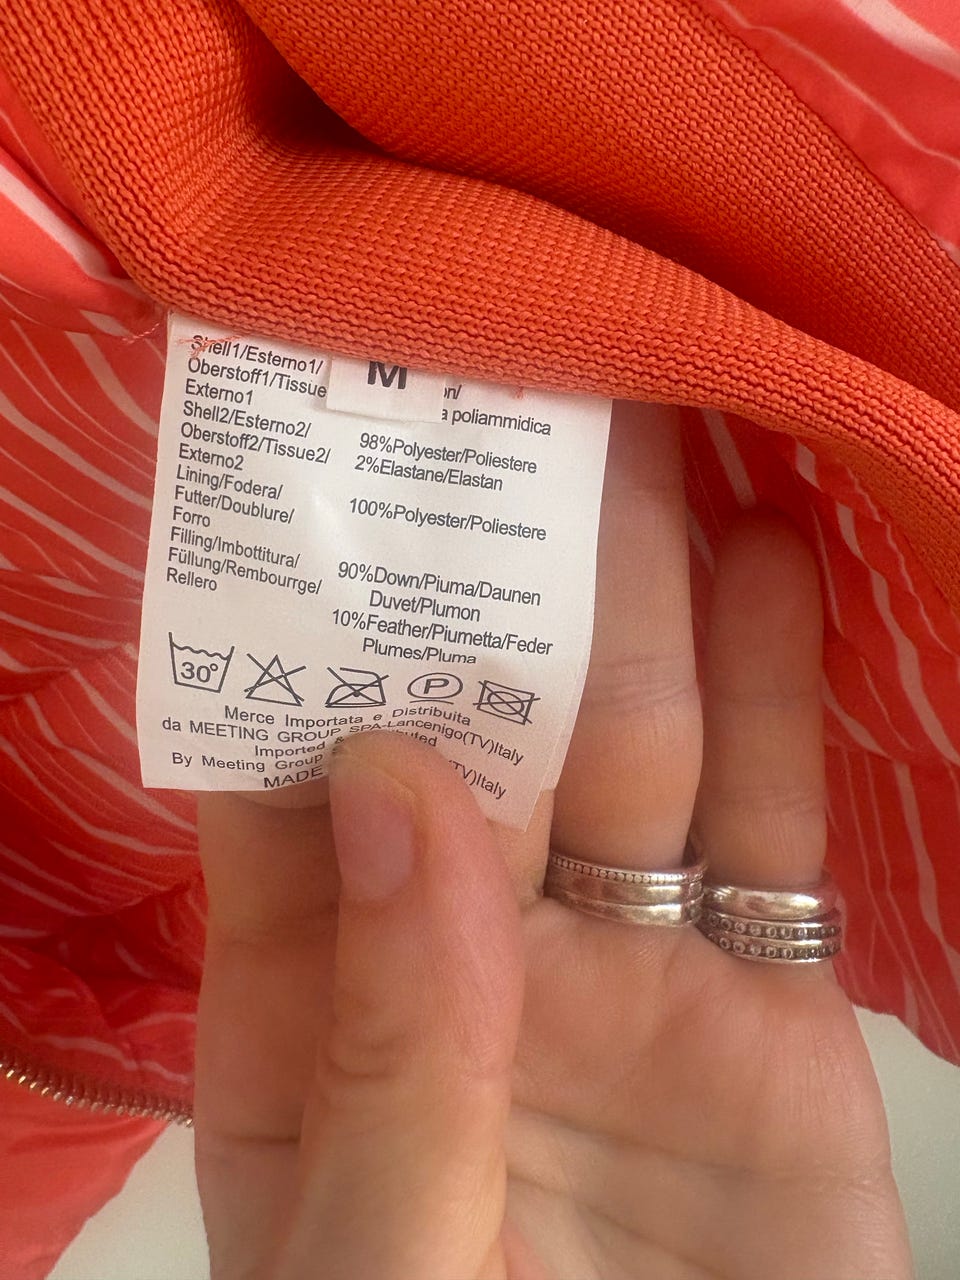 M
Shell1/Esterno1/
Oberstoff1/Tissue
Externo1
a poliammidica
Shell2/Esterno2/
Oberstoff2/Tissue2/
Externo2
98%Polyester/Poliestere
2%Elastane/Elastan
Lining/Fodera/
Futter/Doublure/
Forro
100%Polyester/Poliestere
Filling/Imbottitura/
Füllung/Rembourrge/
Rellero
90%Down/Piuma/Daunen
Duvet/Plumon
10%Feather/Piumetta/Feder
Plumes/Pluma
30° P
Merce Importata e Distribuita
da MEETING GROUP SPA-Lancenigo(TV)Italy
Imported &
By Meeting Group (TV)Italy
MADE